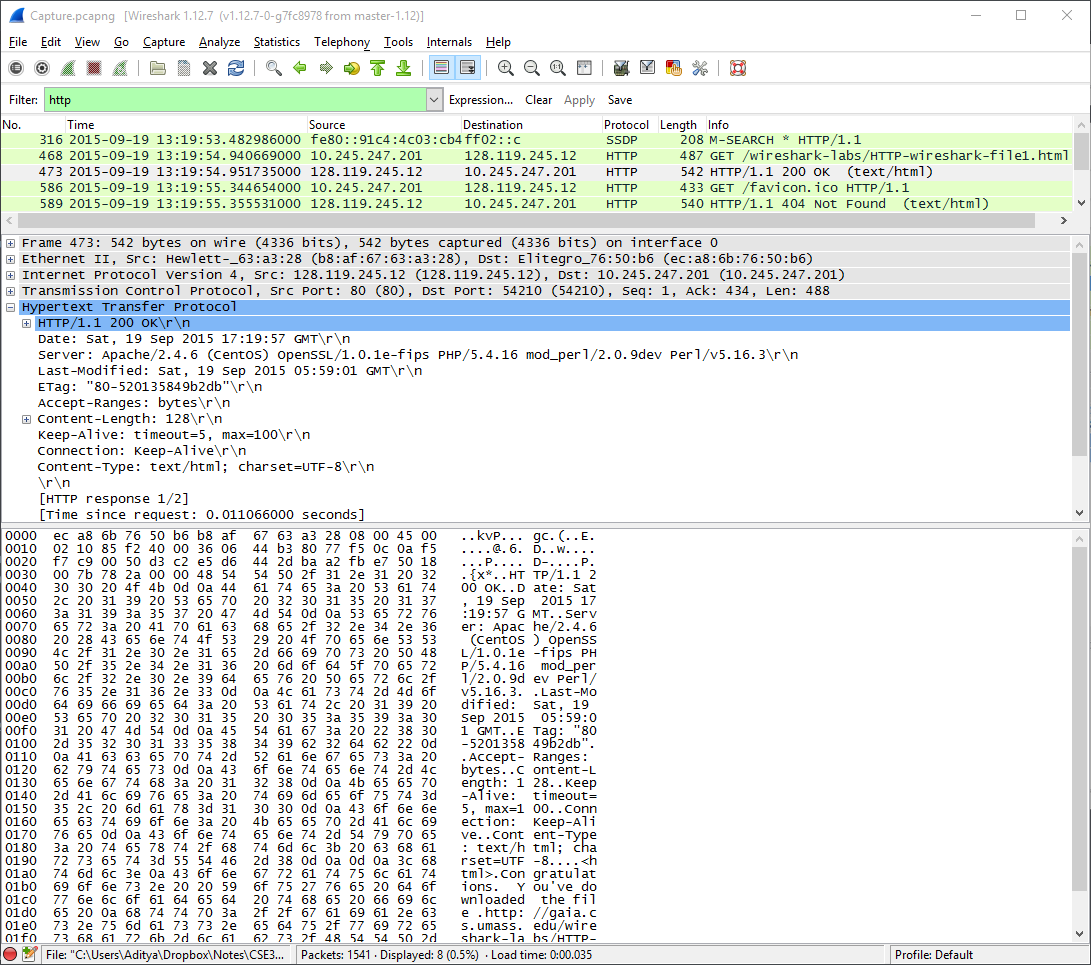 Capture.pcapng [Wireshark 1.12.7 (v1.12.7-0-g7fc8978 from master-1.12)]
File Edit View Go Capture Analyze Statistics Telephony Tools Internals Help
Filter: http Expression... Clear Apply Save
No. Time Source Destination Protocol Length Info
316 2015-09-19 13:19:53.482986000 fe80::91c4:4c03:cb4 ff02::c SSDP 208 M-SEARCH * HTTP/1.1
468 2015-09-19 13:19:54.940669000 10.245.247.201 128.119.245.12 HTTP 487 GET /wireshark-labs/HTTP-wireshark-file1.html
473 2015-09-19 13:19:54.951735000 128.119.245.12 10.245.247.201 HTTP 542 HTTP/1.1 200 OK (text/html)
586 2015-09-19 13:19:55.344654000 10.245.247.201 128.119.245.12 HTTP 433 GET /favicon.ico HTTP/1.1
589 2015-09-19 13:19:55.355531000 128.119.245.12 10.245.247.201 HTTP 540 HTTP/1.1 404 Not Found (text/html)
Frame 473: 542 bytes on wire (4336 bits), 542 bytes captured (4336 bits) on interface 0
Ethernet II, Src: Hewlett-_63:a3:28 (b8:af:67:63:a3:28), Dst: Elitegro_76:50:b6 (ec:a8:6b:76:50:b6)
Internet Protocol Version 4, Src: 128.119.245.12 (128.119.245.12), Dst: 10.245.247.201 (10.245.247.201)
Transmission Control Protocol, Src Port: 80 (80), Dst Port: 54210 (54210), Seq: 1, Ack: 434, Len: 488
Hypertext Transfer Protocol
HTTP/1.1 200 OK\r\n
Date: Sat, 19 Sep 2015 17:19:57 GMT\r\n
Server: Apache/2.4.6 (CentOS) OpenSSL/1.0.1e-fips PHP/5.4.16 mod_perl/2.0.9dev Perl/v5.16.3\r\n
Last-Modified: Sat, 19 Sep 2015 05:59:01 GMT\r\n
ETag: "80-520135849b2db"\r\n
Accept-Ranges: bytes\r\n
Content-Length: 128\r\n
Keep-Alive: timeout=5, max=100\r\n
Connection: Keep-Alive\r\n
Content-Type: text/html; charset=UTF-8\r\n
\r\n
[HTTP response 1/2]
[Time since request: 0.011066000 seconds]
0000 ec a8 6b 76 50 b6 b8 af 67 63 a3 28 08 00 45 00 ..kvP... gc.(..E.
0010 02 10 85 f2 40 00 36 06 44 b3 80 77 f5 0c 0a f5 ....@.6. D..w....
0020 f7 c9 00 50 d3 c2 e5 d6 44 2d ba a2 fb e7 50 18 ...P.... D-....P.
0030 00 7b 78 2a 00 00 48 54 54 50 2f 31 2e 31 20 32 .{x*..HT TP/1.1 2
0040 30 30 20 4f 4b 0d 0a 44 61 74 65 3a 20 53 61 74 00 OK..D ate: Sat
0050 2c 20 31 39 20 53 65 70 20 32 30 31 35 20 31 37 , 19 Sep 2015 17
0060 3a 31 39 3a 35 37 20 47 4d 54 0d 0a 53 65 72 76 :19:57 G MT..Serv
0070 65 72 3a 20 41 70 61 63 68 65 2f 32 2e 34 2e 36 er: Apac he/2.4.6
0080 20 28 43 65 6e 74 4f 53 29 20 4f 70 65 6e 53 53 (CentOS ) OpenSS
0090 4c 2f 31 2e 30 2e 31 65 2d 66 69 70 73 20 50 48 L/1.0.1e -fips PH
00a0 50 2f 35 2e 34 2e 31 36 20 6d 6f 64 5f 70 65 72 P/5.4.16 mod_per
00b0 6c 2f 32 2e 30 2e 39 64 65 76 20 50 65 72 6c 2f l/2.0.9d ev Perl/
00c0 76 35 2e 31 36 2e 33 0d 0a 4c 61 73 74 2d 4d 6f v5.16.3. .Last-Mo
00d0 64 69 66 69 65 64 3a 20 53 61 74 2c 20 31 39 20 dified: Sat, 19
00e0 53 65 70 20 32 30 31 35 20 30 35 3a 35 39 3a 30 Sep 2015 05:59:0
00f0 31 20 47 4d 54 0d 0a 45 54 61 67 3a 20 22 38 30 1 GMT..E Tag: "80
0100 2d 35 32 30 31 33 35 38 34 39 62 32 64 62 22 0d -5201358 49b2db".
0110 0a 41 63 63 65 70 74 2d 52 61 6e 67 65 73 3a 20 .Accept- Ranges:
0120 62 79 74 65 73 0d 0a 43 6f 6e 74 65 6e 74 2d 4c bytes..C ontent-L
0130 65 6e 67 74 68 3a 20 31 32 38 0d 0a 4b 65 65 70 ength: 1 28..Keep
0140 2d 41 6c 69 76 65 3a 20 74 69 6d 65 6f 75 74 3d -Alive: timeout=
0150 35 2c 20 6d 61 78 3d 31 30 30 0d 0a 43 6f 6e 6e 5, max=1 00..Conn
0160 65 63 74 69 6f 6e 3a 20 4b 65 65 70 2d 41 6c 69 ection: Keep-Ali
0170 76 65 0d 0a 43 6f 6e 74 65 6e 74 2d 54 79 70 65 ve..Cont ent-Type
0180 3a 20 74 65 78 74 2f 68 74 6d 6c 3b 20 63 68 61 : text/h tml; cha
0190 72 73 65 74 3d 55 54 46 2d 38 0d 0a 0d 0a 3c 68 rset=UTF -8....<h
01a0 74 6d 6c 3e 0a 43 6f 6e 67 72 61 74 75 6c 61 74 tml>.Con gratulat
01b0 69 6f 6e 73 2e 20 20 59 6f 75 27 76 65 20 64 6f ions. Y ou've do
01c0 77 6e 6c 6f 61 64 65 64 20 74 68 65 20 66 69 6c wnloaded the fil
01d0 65 20 0a 68 74 74 70 3a 2f 2f 67 61 69 61 2e 63 e .http: //gaia.c
01e0 73 2e 75 6d 61 73 73 2e 65 64 75 2f 77 69 72 65 s.umass. edu/wire
01f0 73 68 61 72 6b 2d 6c 61 62 73 2f 48 54 54 50 2d shark-la bs/HTTP-
File: "C:\Users\Aditya\Dropbox\Notes\CSE3... Packets: 1541 · Displayed: 8 (0.5%) · Load time: 0:00.035 Profile: Default